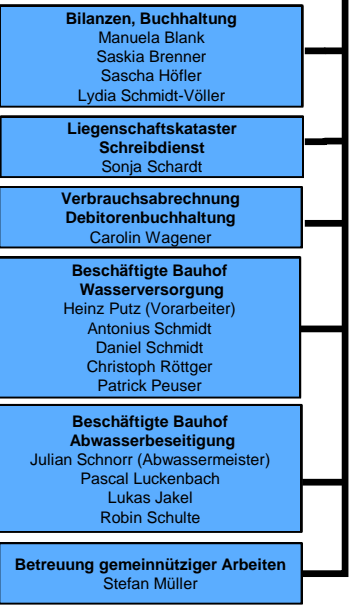 Bilanzen, Buchhaltung
Manuela Blank
Saskia Brenner
Sascha Höfler
Lydia Schmidt-Völler
Liegenschaftskataster
Schreibdienst
Sonja Schardt
Verbrauchsabrechnung
Debitorenbuchhaltung
Carolin Wagener
Beschäftigte Bauhof
Wasserversorgung
Heinz Putz (Vorarbeiter)
Antonius Schmidt
Daniel Schmidt
Christoph Röttger
Patrick Peuser
Beschäftigte Bauhof
Abwasserbeseitigung
Julian Schnorr (Abwassermeister)
Pascal Luckenbach
Lukas Jakel
Robin Schulte
Betreuung gemeinnütziger Arbeiten
Stefan Müller